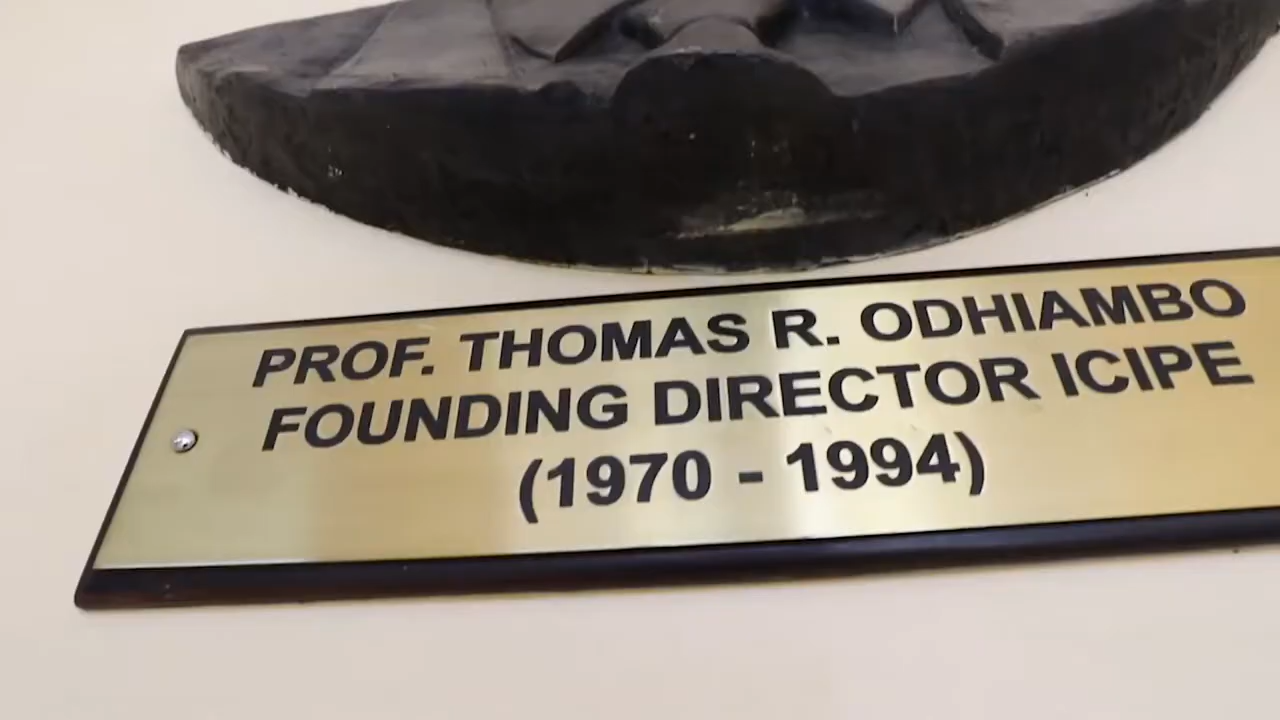 PROF. THOMAS R. ODHIAMBO
FOUNDING DIRECTOR ICIPE
(1970 - 1994)